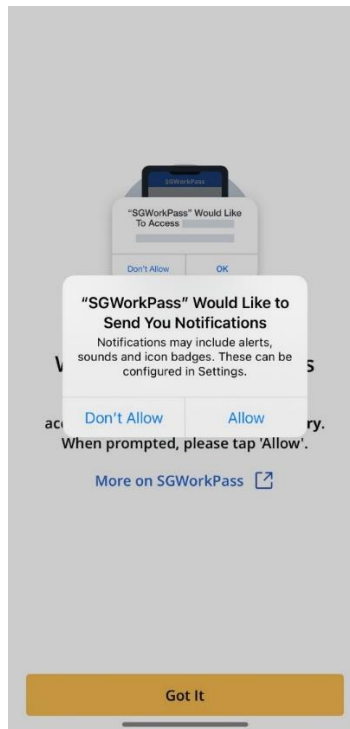 SGWorkPass
"SGWorkPass" Would Like
To Access
Don't Allow
OK
"SGWorkPass" Would Like to
Send You Notifications
Notifications may include alerts,
sounds and icon badges. These can be
configured in Settings.
Don't Allow
Allow
ry.
When prompted, please tap 'Allow'.
More on SGWorkPass
Got It